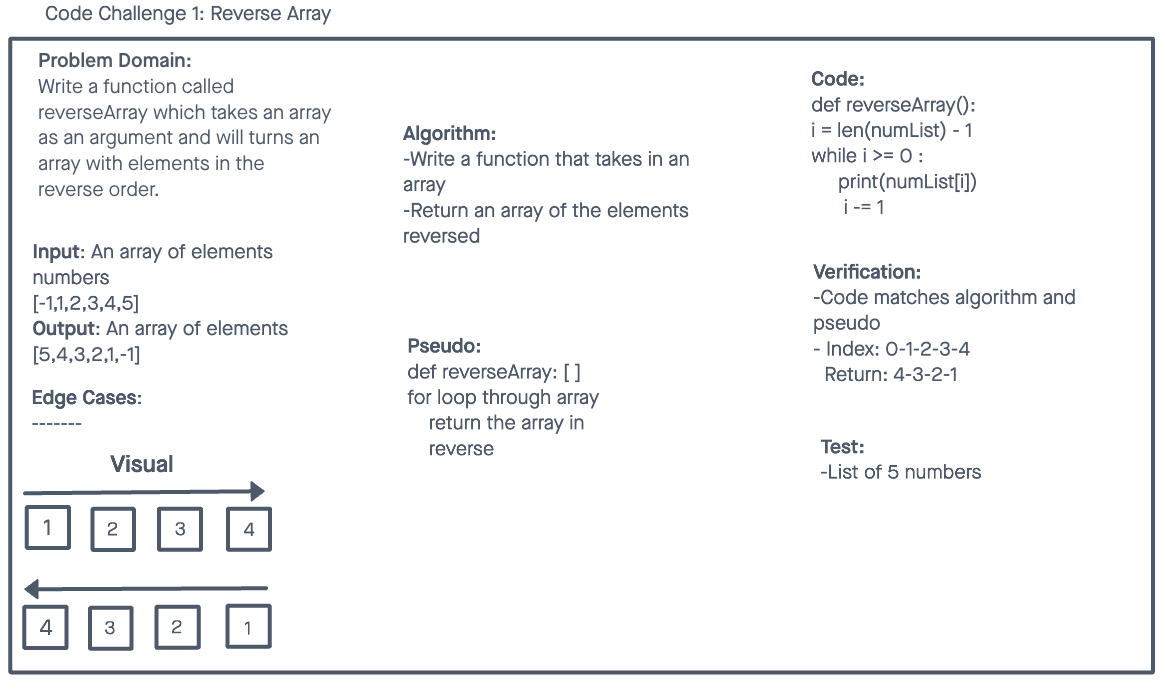 Code Challenge 1: Reverse Array
Problem Domain:
Write a function called
reverseArray which takes an array
as an argument and will turns an
array with elements in the
reverse order.
Input: An array of elements
numbers
[-1,1,2,3,4,5]
Output: An array of elements
[5,4,3,2,1,-1]
Edge Cases:
-------
Visual
1 2 3 4
4 3 2 1
Algorithm:
-Write a function that takes in an
array
-Return an array of the elements
reversed
Pseudo:
def reverseArray: [ ]
for loop through array
return the array in
reverse
Code:
def reverseArray():
i = len(numList) - 1
while i >= 0 :
print(numList[i])
i -= 1
Verification:
-Code matches algorithm and
pseudo
- Index: 0-1-2-3-4
Return: 4-3-2-1
Test:
-List of 5 numbers